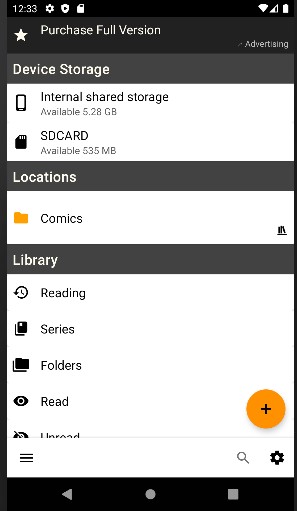 12:33
Purchase Full Version
Advertising
Device Storage
Internal shared storage
Available 5.28 GB
SDCARD
Available 535 MB
Locations
Comics
Library
Reading
Series
Folders
Read
Unread